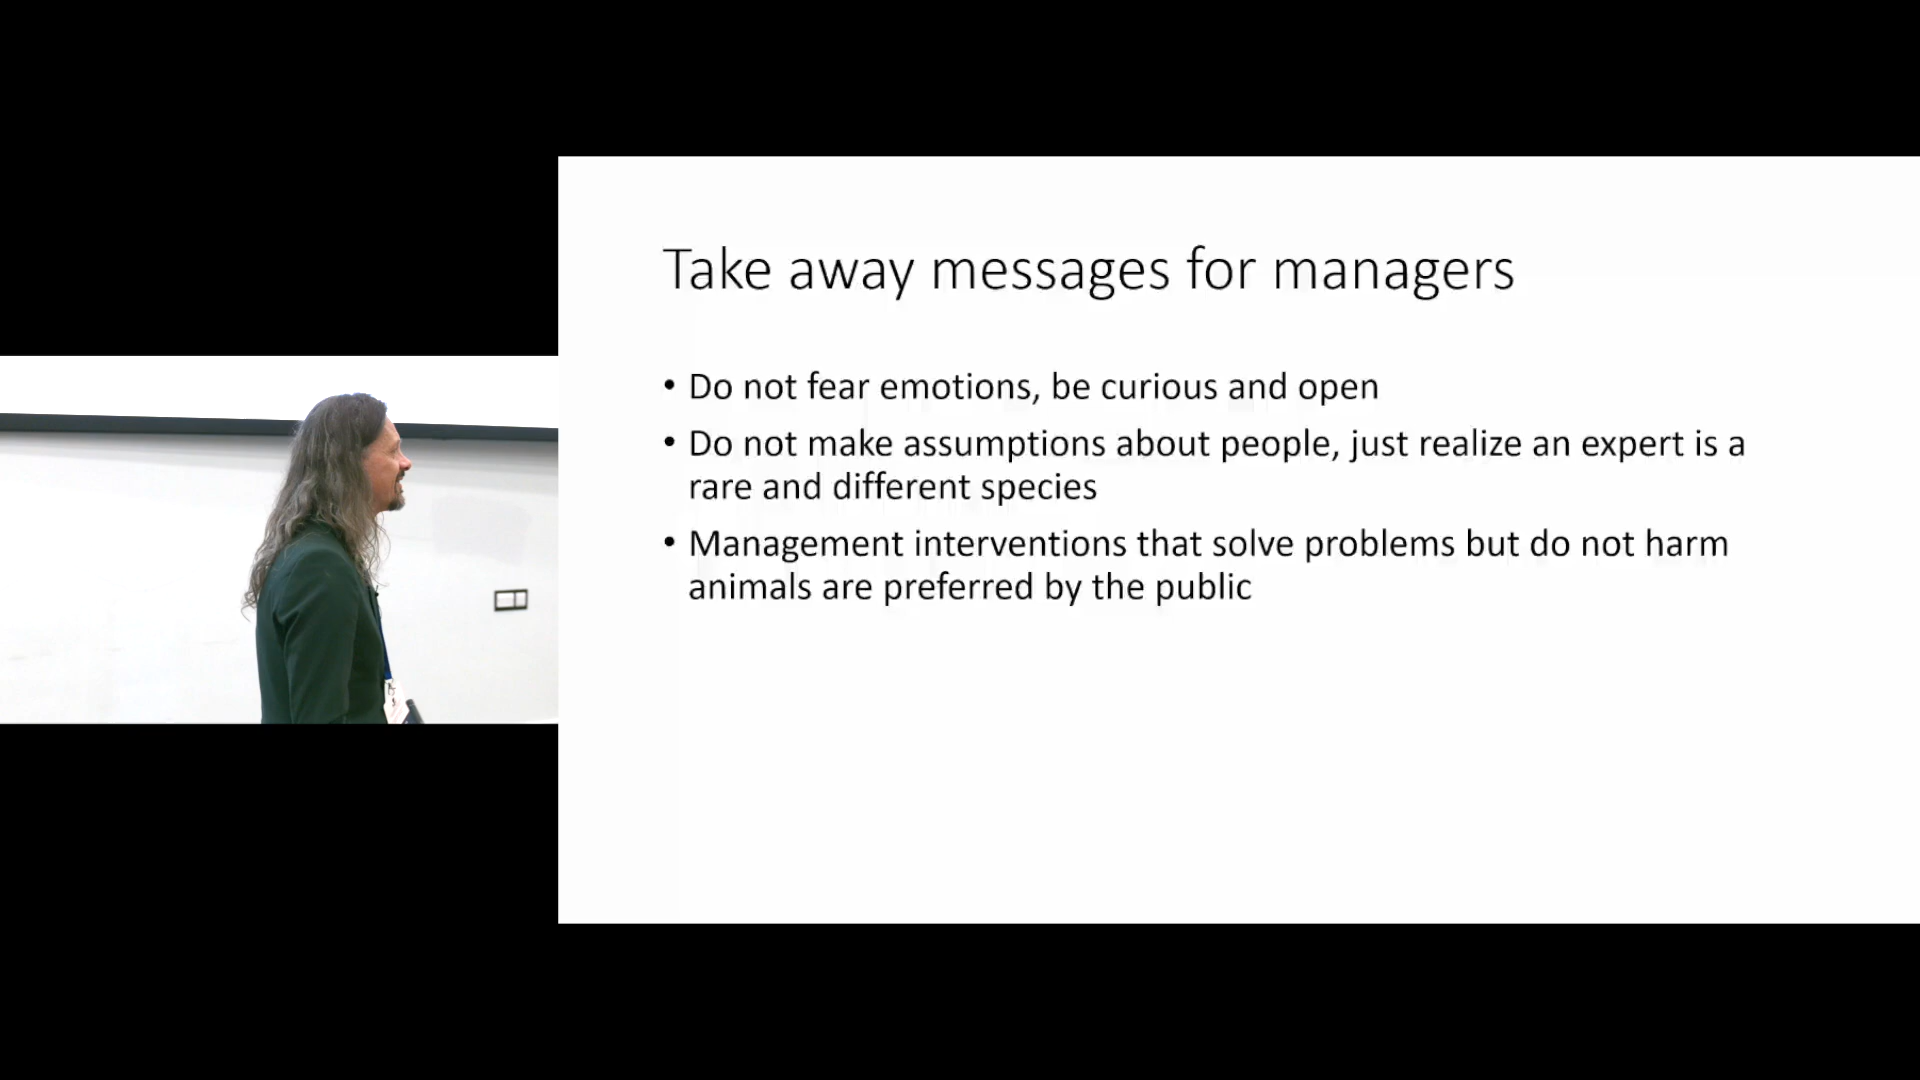 Take away messages for managers
• Do not fear emotions, be curious and open
• Do not make assumptions about people, just realize an expert is a
rare and different species
• Management interventions that solve problems but do not harm
animals are preferred by the public